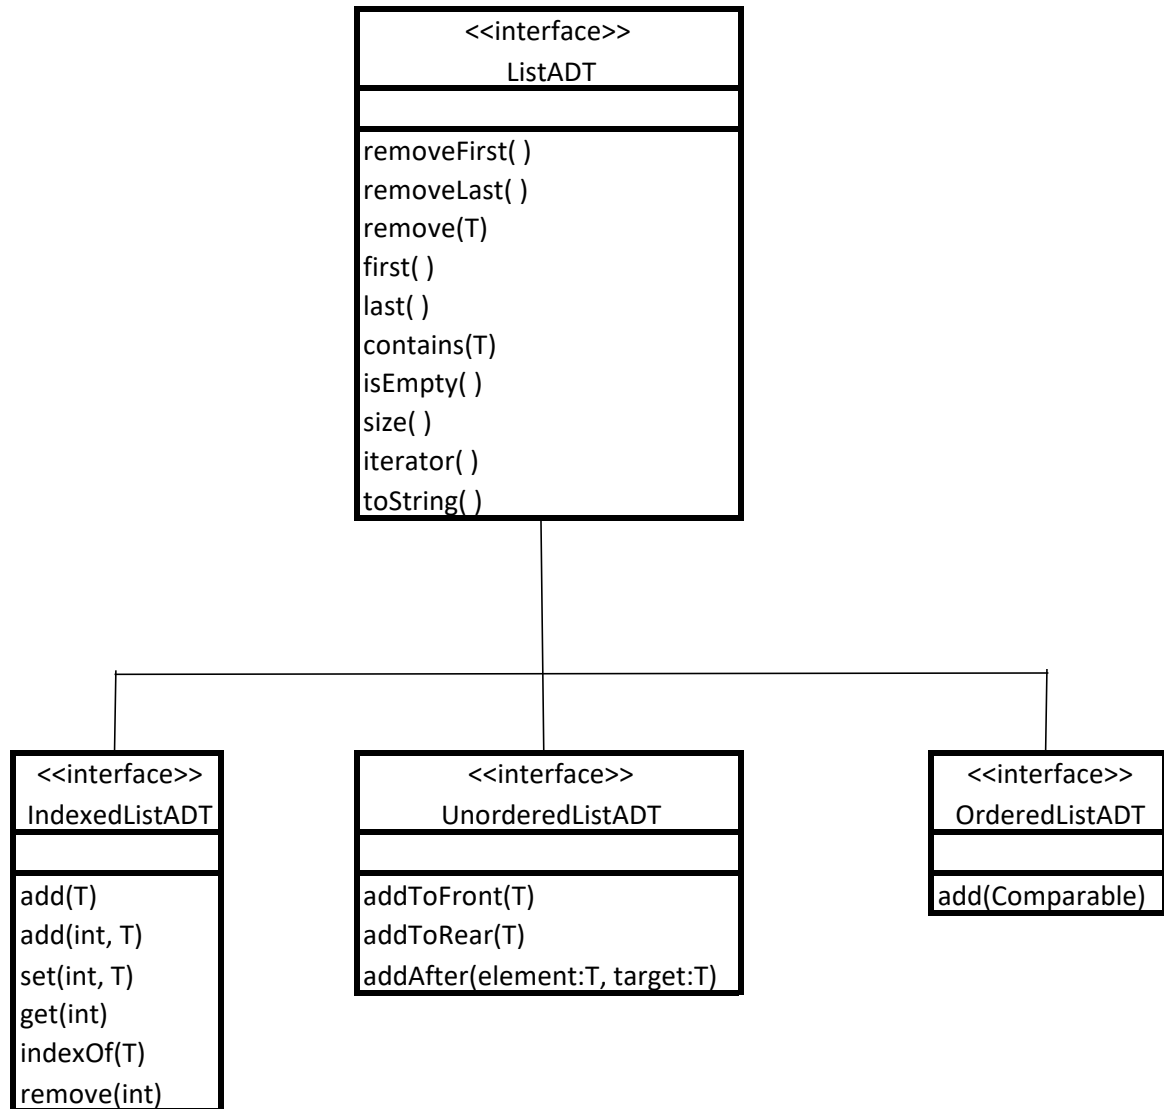 <<interface>>
ListADT
removeFirst( )
removeLast( )
remove(T)
first( )
last( )
contains(T)
isEmpty( )
size( )
iterator( )
toString( )
<<interface>>
IndexedListADT
add(T)
add(int, T)
set(int, T)
get(int)
indexOf(T)
remove(int)
<<interface>>
UnorderedListADT
addToFront(T)
addToRear(T)
addAfter(element:T, target:T)
<<interface>>
OrderedListADT
add(Comparable)